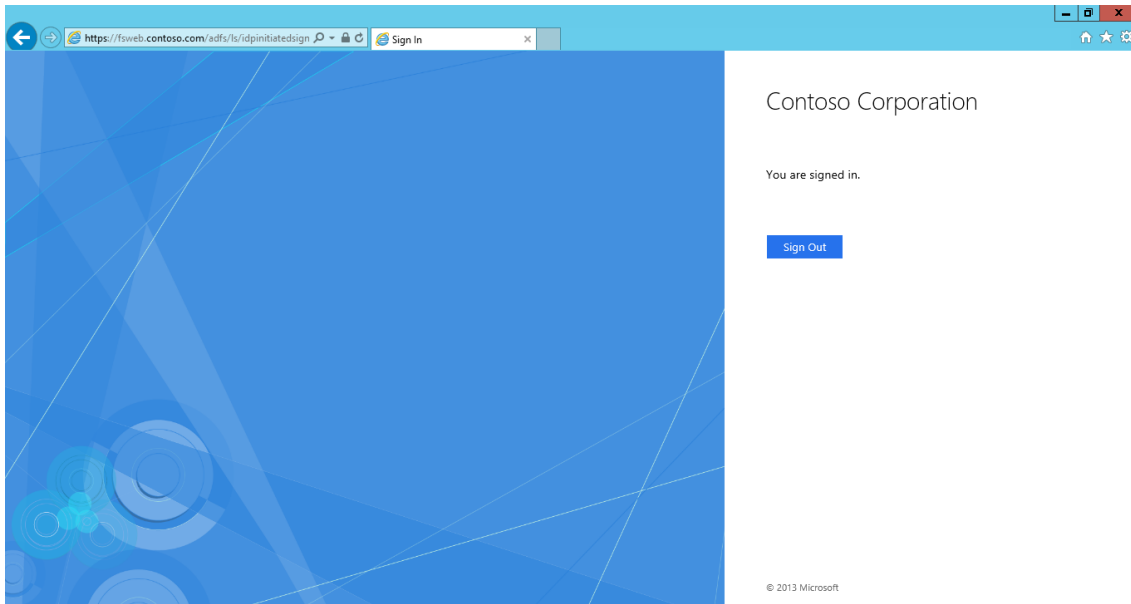 https://fsweb.contoso.com/adfs/ls/idpinitiatedsign
Sign In
Contoso Corporation
You are signed in.
Sign Out
© 2013 Microsoft